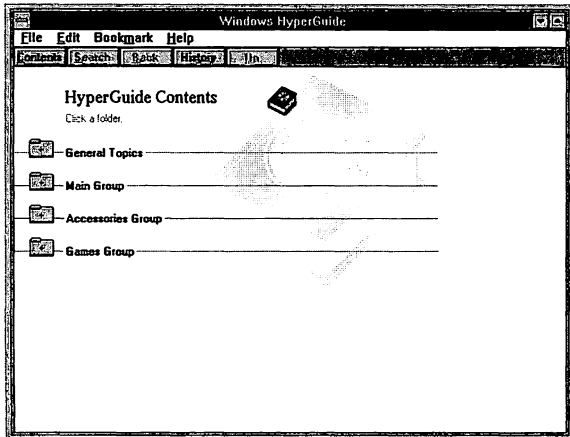 Windows HyperGuide
File Edit Bookmark Help
Contents Search Back History Up
HyperGuide Contents
Click a folder.
General Topics
Main Group
Accessories Group
Games Group